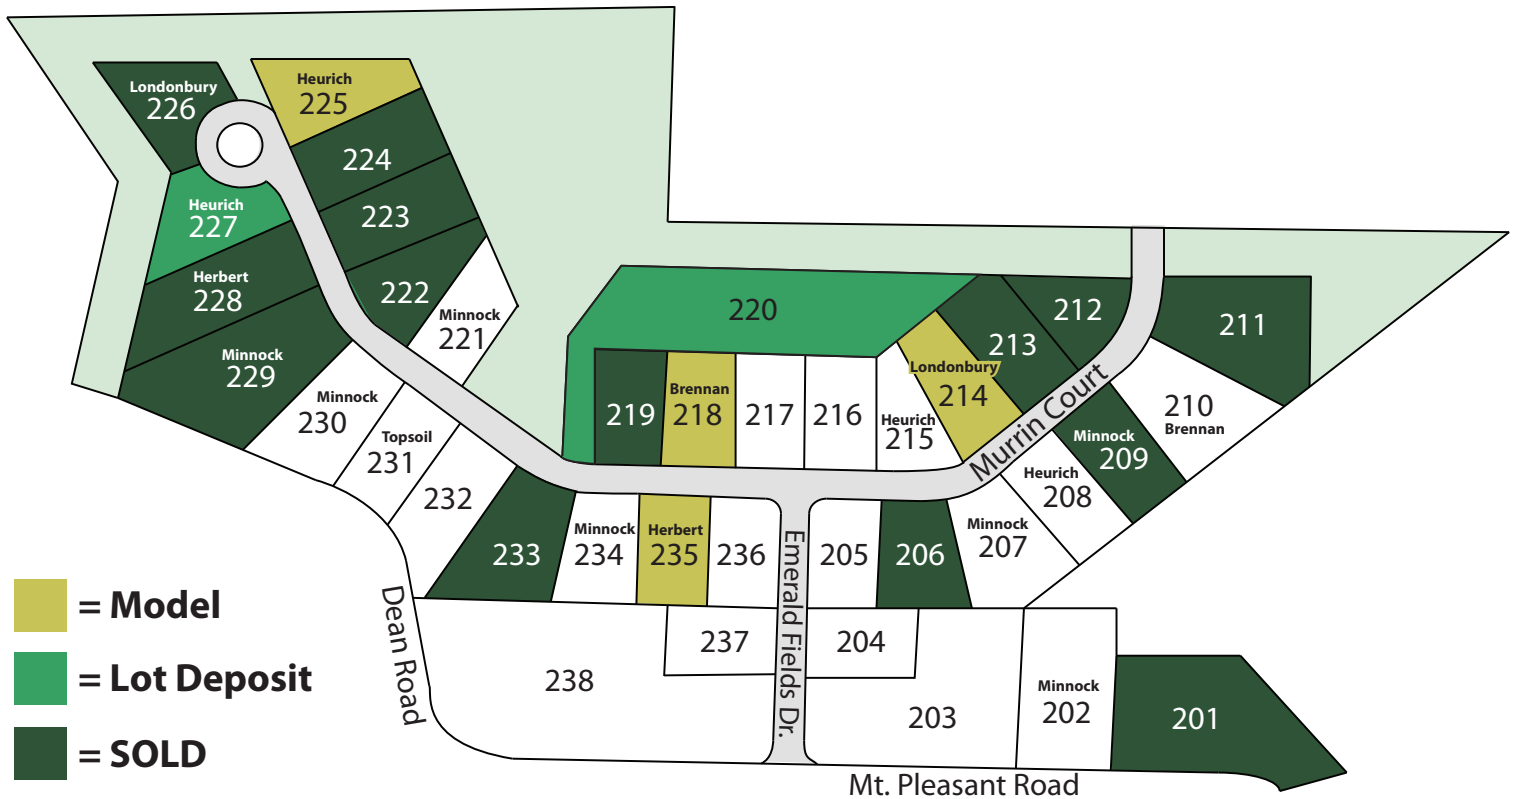 Londonbury
226
Heurich
225
224
223
222
Heurich
227
Herbert
228
Minnock
229
Minnock
221
Minnock
230
Topsoil
231
232
233
220
219
Brennan
218
217
216
Heurich
215
Londonbury
214
213
212
211
210
Brennan
Minnock
209
Heurich
208
Minnock
207
206
205
Minnock
234
Herbert
235
236
237
204
238
203
Minnock
202
201
Murrin Court
Emerald Fields Dr.
Dean Road
Mt. Pleasant Road
= Model
= Lot Deposit
= SOLD